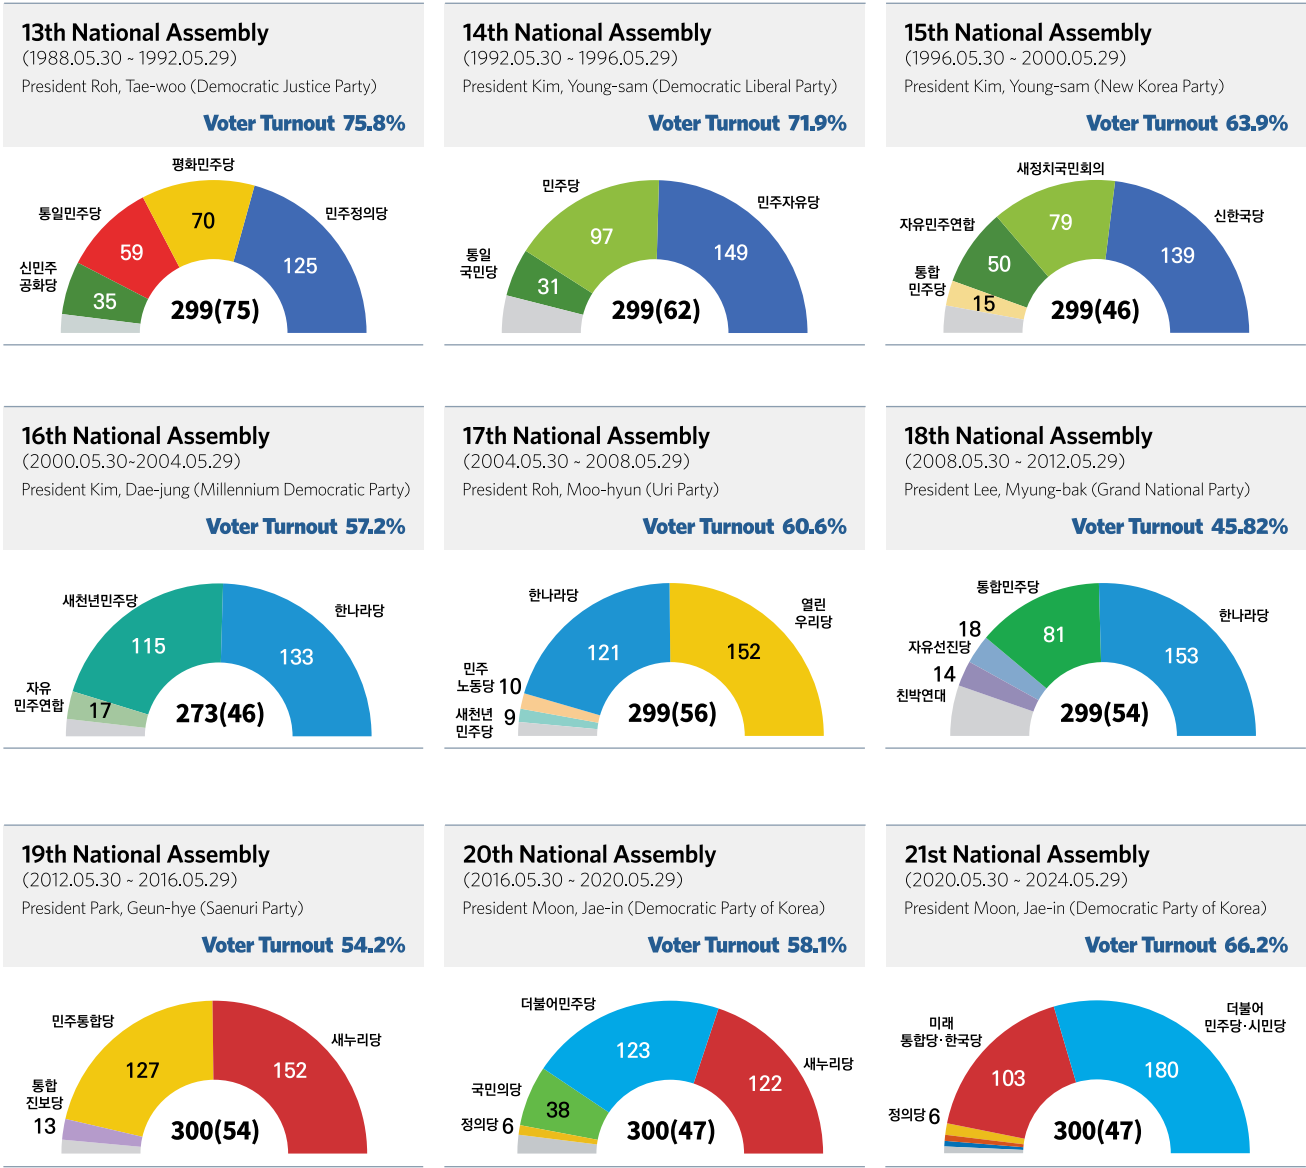 13th National Assembly
(1988.05.30 ~ 1992.05.29)
President Roh, Tae-woo (Democratic Justice Party)
Voter Turnout 75.8%
평화민주당
통일민주당
민주정의당
신민주
공화당
70
59
125
35
299(75)
14th National Assembly
(1992.05.30 ~ 1996.05.29)
President Kim, Young-sam (Democratic Liberal Party)
Voter Turnout 71.9%
민주당
민주자유당
통일
국민당
97
149
31
299(62)
15th National Assembly
(1996.05.30 ~ 2000.05.29)
President Kim, Young-sam (New Korea Party)
Voter Turnout 63.9%
새정치국민회의
자유민주연합
신한국당
통합
민주당
79
50
139
15
299(46)
16th National Assembly
(2000.05.30~2004.05.29)
President Kim, Dae-jung (Millennium Democratic Party)
Voter Turnout 57.2%
새천년민주당
한나라당
자유
민주연합
115
133
17
273(46)
17th National Assembly
(2004.05.30 ~ 2008.05.29)
President Roh, Moo-hyun (Uri Party)
Voter Turnout 60.6%
한나라당
열린
우리당
121
152
민주
노동당 10
새천년
민주당 9
299(56)
18th National Assembly
(2008.05.30 ~ 2012.05.29)
President Lee, Myung-bak (Grand National Party)
Voter Turnout 45.82%
통합민주당
한나라당
18
자유선진당
81
153
14
친박연대
299(54)
19th National Assembly
(2012.05.30 ~ 2016.05.29)
President Park, Geun-hye (Saenuri Party)
Voter Turnout 54.2%
민주통합당
새누리당
127
152
통합
진보당
13
300(54)
20th National Assembly
(2016.05.30 ~ 2020.05.29)
President Moon, Jae-in (Democratic Party of Korea)
Voter Turnout 58.1%
더불어민주당
123
새누리당
122
국민의당
38
정의당 6
300(47)
21st National Assembly
(2020.05.30 ~ 2024.05.29)
President Moon, Jae-in (Democratic Party of Korea)
Voter Turnout 66.2%
더불어
민주당·시민당
미래
통합당·한국당
103
180
정의당 6
300(47)